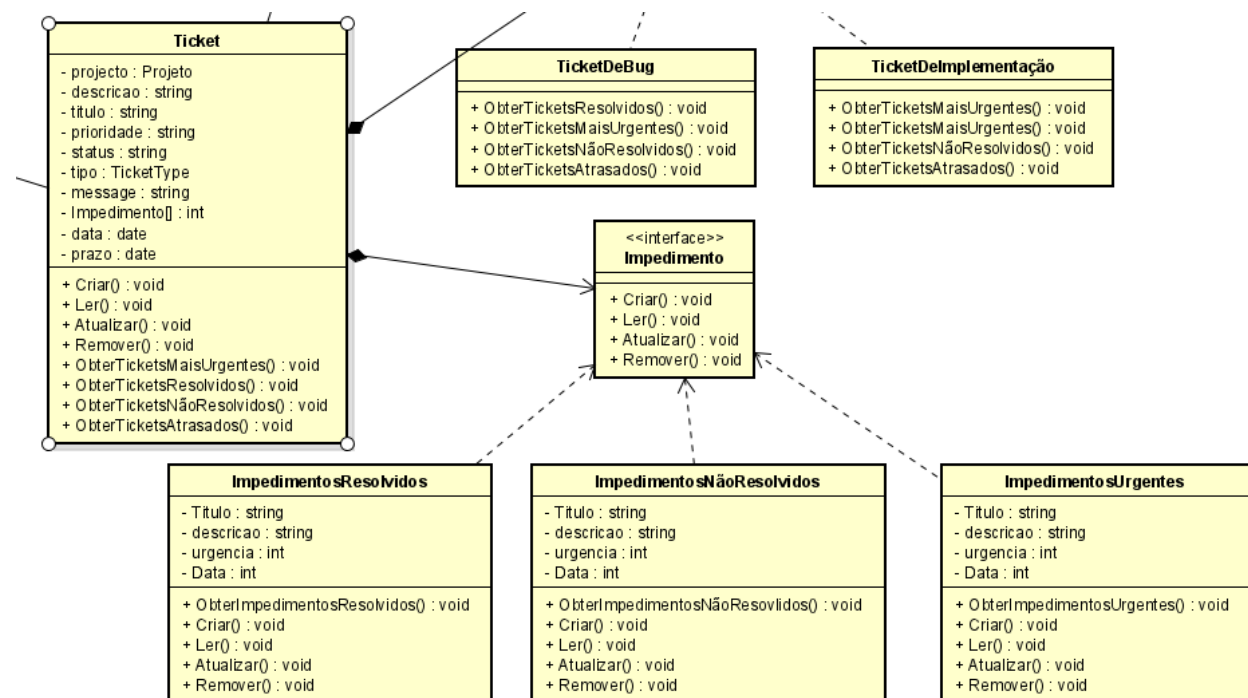 Ticket
- projecto : Projeto
- descricao : string
- titulo : string
- prioridade : string
- status : string
- tipo : TicketType
- message : string
- Impedimento[] : int
- data : date
- prazo : date
+ Criar() : void
+ Ler() : void
+ Atualizar() : void
+ Remover() : void
+ ObterTicketsMaisUrgentes() : void
+ ObterTicketsResolvidos() : void
+ ObterTicketsNãoResolvidos() : void
+ ObterTicketsAtrasados() : void
TicketDeBug
+ ObterTicketsResolvidos() : void
+ ObterTicketsMaisUrgentes() : void
+ ObterTicketsNãoResolvidos() : void
+ ObterTicketsAtrasados() : void
TicketDeImplementação
+ ObterTicketsMaisUrgentes() : void
+ ObterTicketsMaisUrgentes() : void
+ ObterTicketsNãoResolvidos() : void
+ ObterTicketsAtrasados() : void
<<interface>>
Impedimento
+ Criar() : void
+ Ler() : void
+ Atualizar() : void
+ Remover() : void
ImpedimentosResolvidos
- Titulo : string
- descricao : string
- urgencia : int
- Data : int
+ ObterImpedimentosResolvidos() : void
+ Criar() : void
+ Ler() : void
+ Atualizar() : void
+ Remover() : void
ImpedimentosNãoResolvidos
- Titulo : string
- descricao : string
- urgencia : int
- Data : int
+ ObterImpedimentosNãoResovlidos() : void
+ Criar() : void
+ Ler() : void
+ Atualizar() : void
+ Remover() : void
ImpedimentosUrgentes
- Titulo : string
- descricao : string
- urgencia : int
- Data : int
+ ObterImpedimentosUrgentes() : void
+ Criar() : void
+ Ler() : void
+ Atualizar() : void
+ Remover() : void